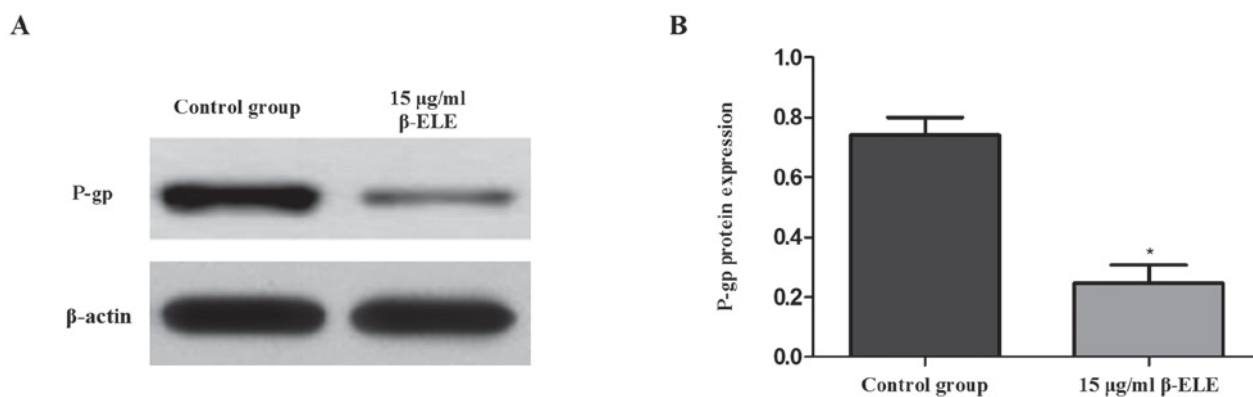 A
Control group
15 μg/ml
β-ELE
P-gp
β-actin
B
P-gp protein expression
1.0
0.8
0.6
0.4
0.2
0.0
*
Control group
15 μg/ml β-ELE